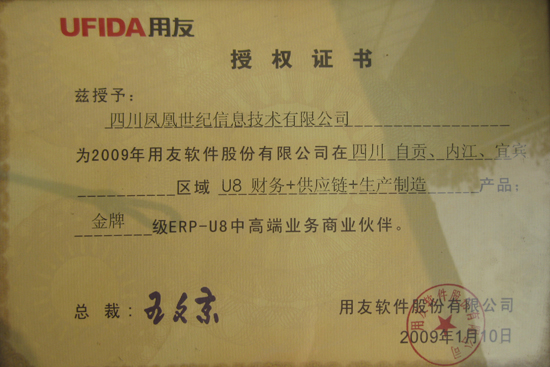 UFIDA用友
授权证书
兹授予:
四川凤凰世纪信息技术有限公司
为2009年用友软件股份有限公司在四川 自贡、内江、宜宾
区域 U8 财务+供应链+生产制造 产品:
金牌 级ERP-U8中高端业务商业伙伴。
总裁: 王文京
用友软件股份有限公司
2009年1月10日